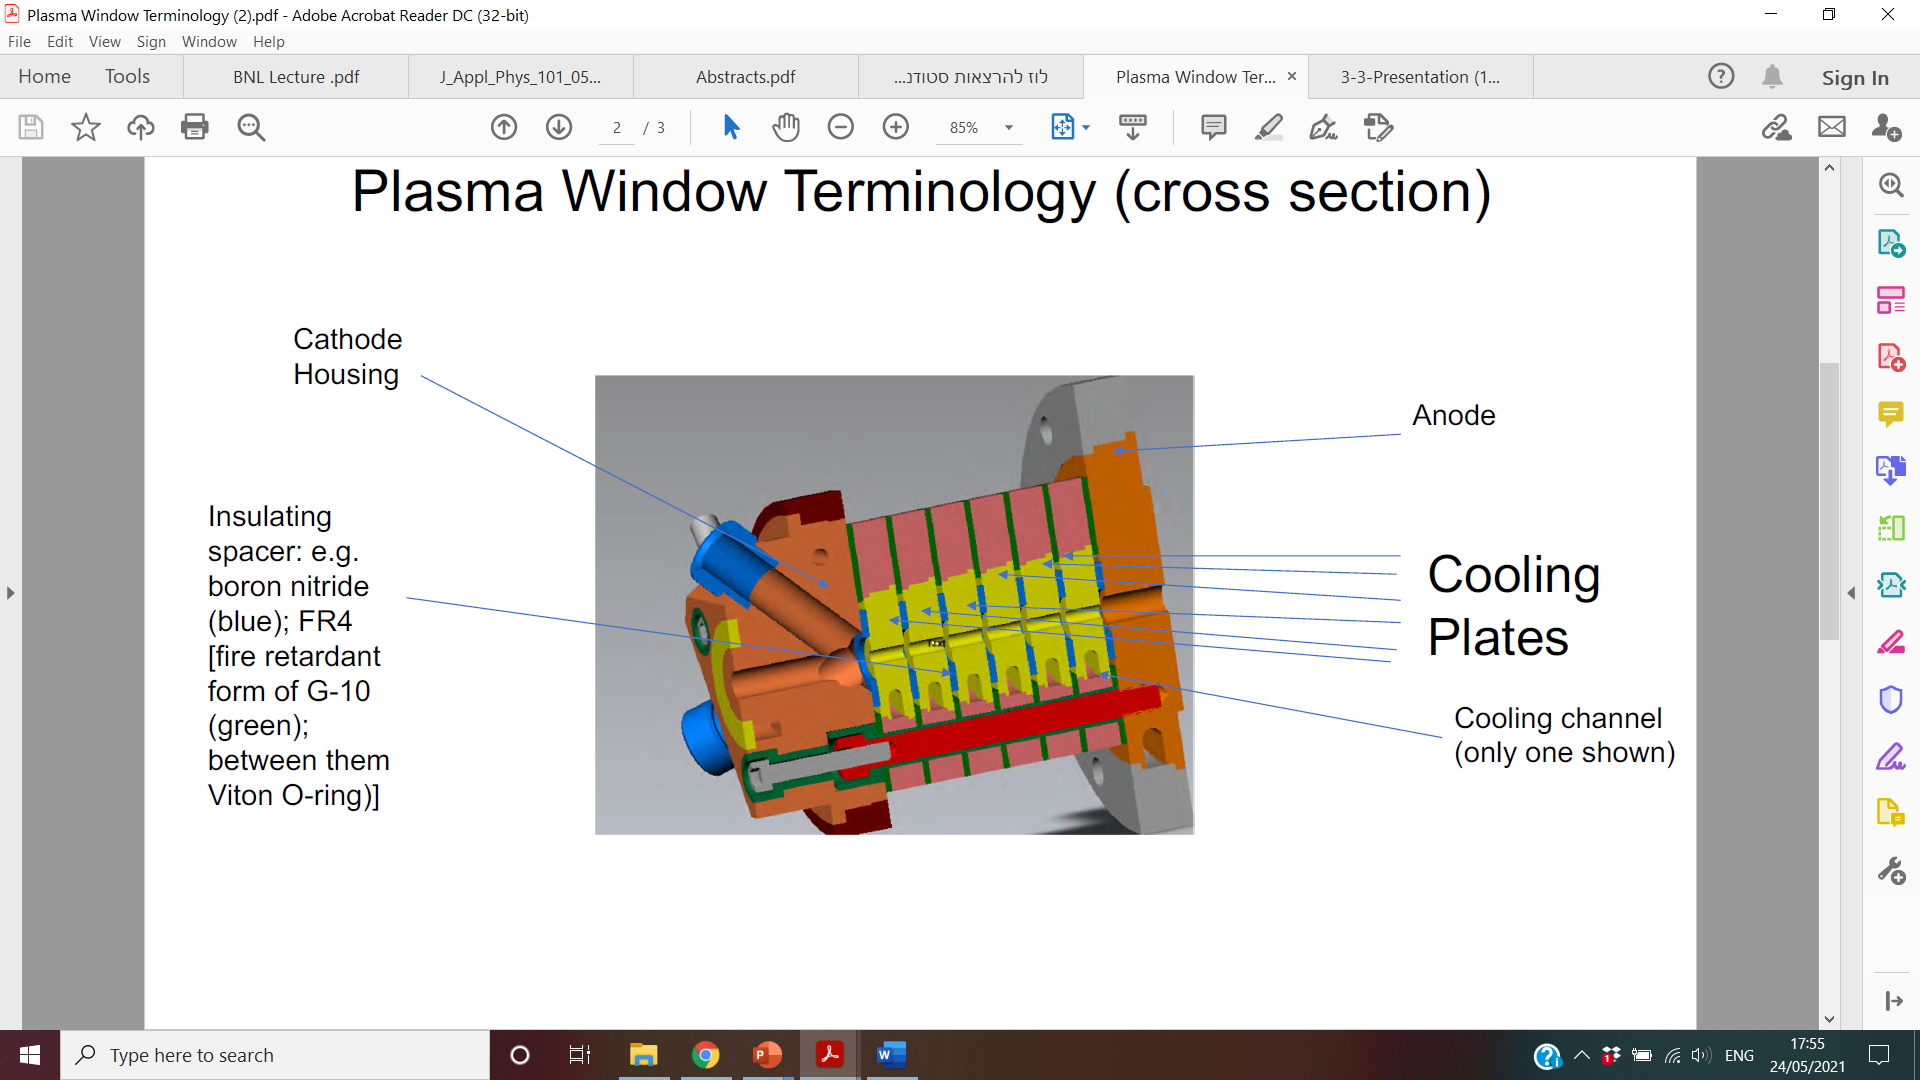 Plasma Window Terminology (2).pdf - Adobe Acrobat Reader DC (32-bit)
File Edit View Sign Window Help
Home Tools BNL Lecture .pdf J_Appl_Phys_101_05... Abstracts.pdf לוז להרצאות סטודנ... Plasma Window Ter... × 3-3-Presentation (1... Sign In
2 / 3 85%
Plasma Window Terminology (cross section)
Cathode
Housing
Anode
Insulating
spacer: e.g.
boron nitride
(blue); FR4
[fire retardant
form of G-10
(green);
between them
Viton O-ring)]
Cooling
Plates
Cooling channel
(only one shown)
Type here to search
ENG
17:55
24/05/2021